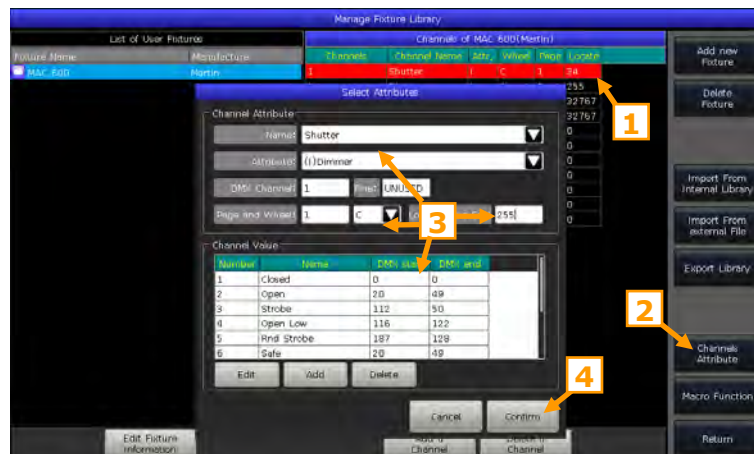 Manage Fixture Library
List of User Fixtures
Channels of MAC 600(Martin)
Fixture Name Manufacture
Channels Channel Name Attr. Wheel Page Locate
MAC 600 Martin
1 Shutter I C 1 34
255
32767
32767
0
0
0
0
0
0
0
Select Attributes
Channel Attribute
Name: Shutter
Attribute: (I)Dimmer
DMX Channel: 1 Fine: UNUSED
Page and Wheel: 1 C 255
Channel Value
Number Name DMX start DMX end
1 Closed 0 0
2 Open 20 49
3 Strobe 112 50
4 Open Low 116 122
5 Rnd Strobe 187 128
6 Safe 20 49
Edit Add Delete
Cancel Confirm
Edit Fixture
Information
Add a
Channel
Delete a
Channel
Add new
Fixture
Delete
Fixture
Import From
Internal Library
Import From
external File
Export Library
Channels
Attribute
Macro Function
Return
1
2
3
4